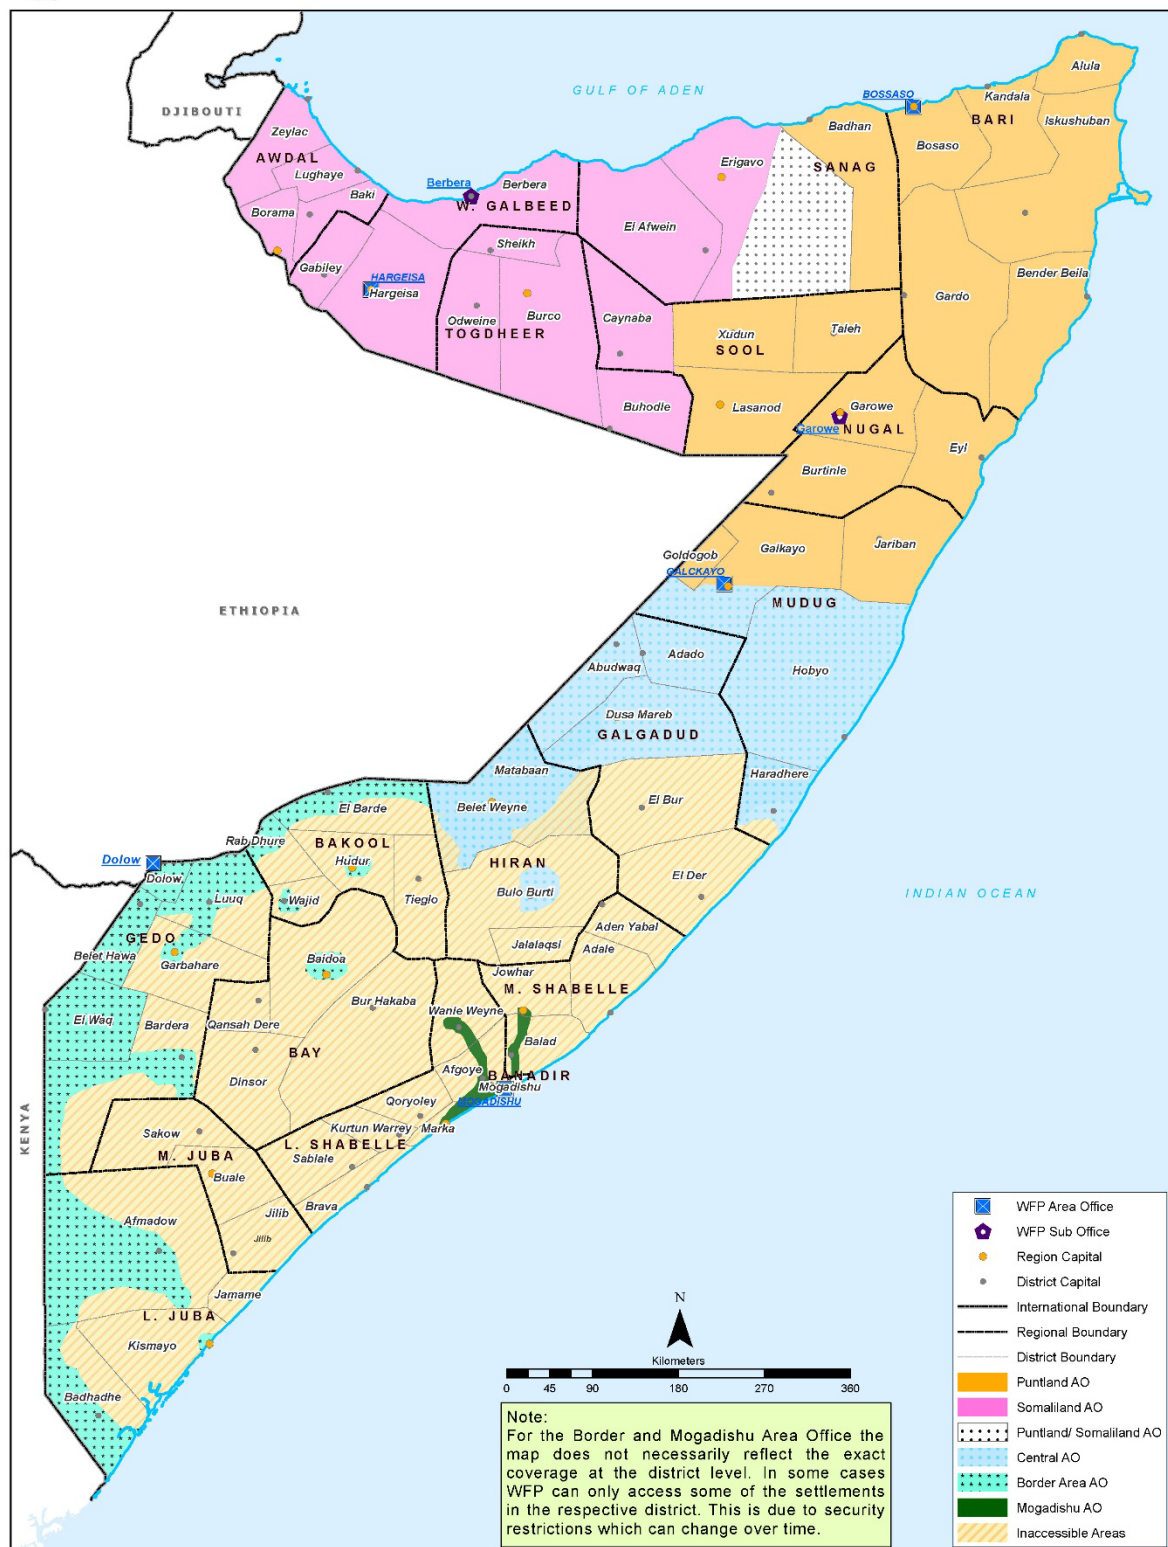 GULF OF ADEN
DJIBOUTI
Alula
Kandala
BOSSASO
BARI
Iskushuban
Badhan
Bosaso
Zeylac
AWDAL
Lughaye
Erigavo
SANAG
Baki
Berbera
Berbera
W. GALBEED
Borama
El Afwein
Sheikh
Gabiley
HARGEISA
Hargeisa
Bender Beila
Gardo
Odweine
Burco
Caynaba
TOGDHEER
Xudun
Taleh
SOOL
Buhodle
Lasanod
Garowe
Garowe
NUGAL
Eyl
Burtinle
Goldogob
Galkayo
Jariban
GALCKAYO
MUDUG
ETHIOPIA
Abudwaq
Adado
Hobyo
Dusa Mareb
GALGADUD
Matabaan
Haradhere
El Barde
Belet Weyne
El Bur
Rab Dhure
BAKOOL
Dolow
Hudur
HIRAN
Dolow
El Der
INDIAN OCEAN
Luuq
Wajid
Tieglo
Bulo Burti
GEDO
Aden Yabal
Belet Hawa
Garbahare
Baidoa
Jalalaqsi
Adale
Jowhar
M. SHABELLE
El Waq
Bardera
Qansah Dere
Bur Hakaba
Wanle Weyne
BAY
Balad
Dinsor
Afgoye
BANADIR
Mogadishu
MOGADISHU
Qoryoley
KENYA
Sakow
Kurtun Warrey
Marka
M. JUBA
L. SHABELLE
Sablale
Buale
Jilib
Brava
Afmadow
Jilib
Jamame
L. JUBA
Kismayo
Badhadhe
N
Kilometers
0 45 90 180 270 360
Note:
For the Border and Mogadishu Area Office the
map does not necessarily reflect the exact
coverage at the district level. In some cases
WFP can only access some of the settlements
in the respective district. This is due to security
restrictions which can change over time.
WFP Area Office
WFP Sub Office
Region Capital
District Capital
International Boundary
Regional Boundary
District Boundary
Puntland AO
Somaliland AO
Puntland/ Somaliland AO
Central AO
Border Area AO
Mogadishu AO
Inaccessible Areas